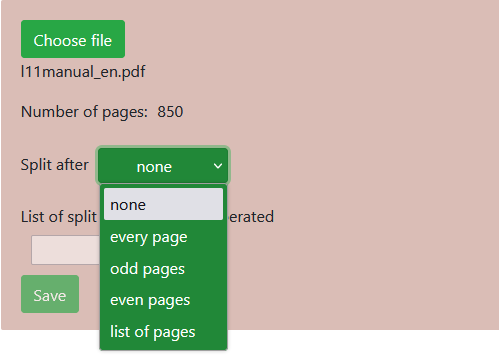 Choose file
l11manual_en.pdf
Number of pages: 850
Split after none
none
List of split
every page
odd pages
even pages
Save
list of pages